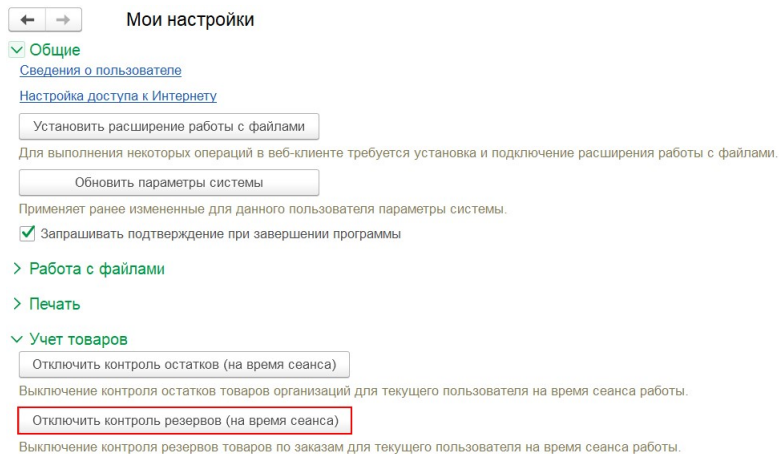 Мои настройки
Общие
Сведения о пользователе
Настройка доступа к Интернету
Установить расширение работы с файлами
Для выполнения некоторых операций в веб-клиенте требуется установка и подключение расширения работы с файлами.
Обновить параметры системы
Применяет ранее измененные для данного пользователя параметры системы.
Запрашивать подтверждение при завершении программы
Работа с файлами
Печать
Учет товаров
Отключить контроль остатков (на время сеанса)
Выключение контроля остатков товаров организаций для текущего пользователя на время сеанса работы.
Отключить контроль резервов (на время сеанса)
Выключение контроля резервов товаров по заказам для текущего пользователя на время сеанса работы.